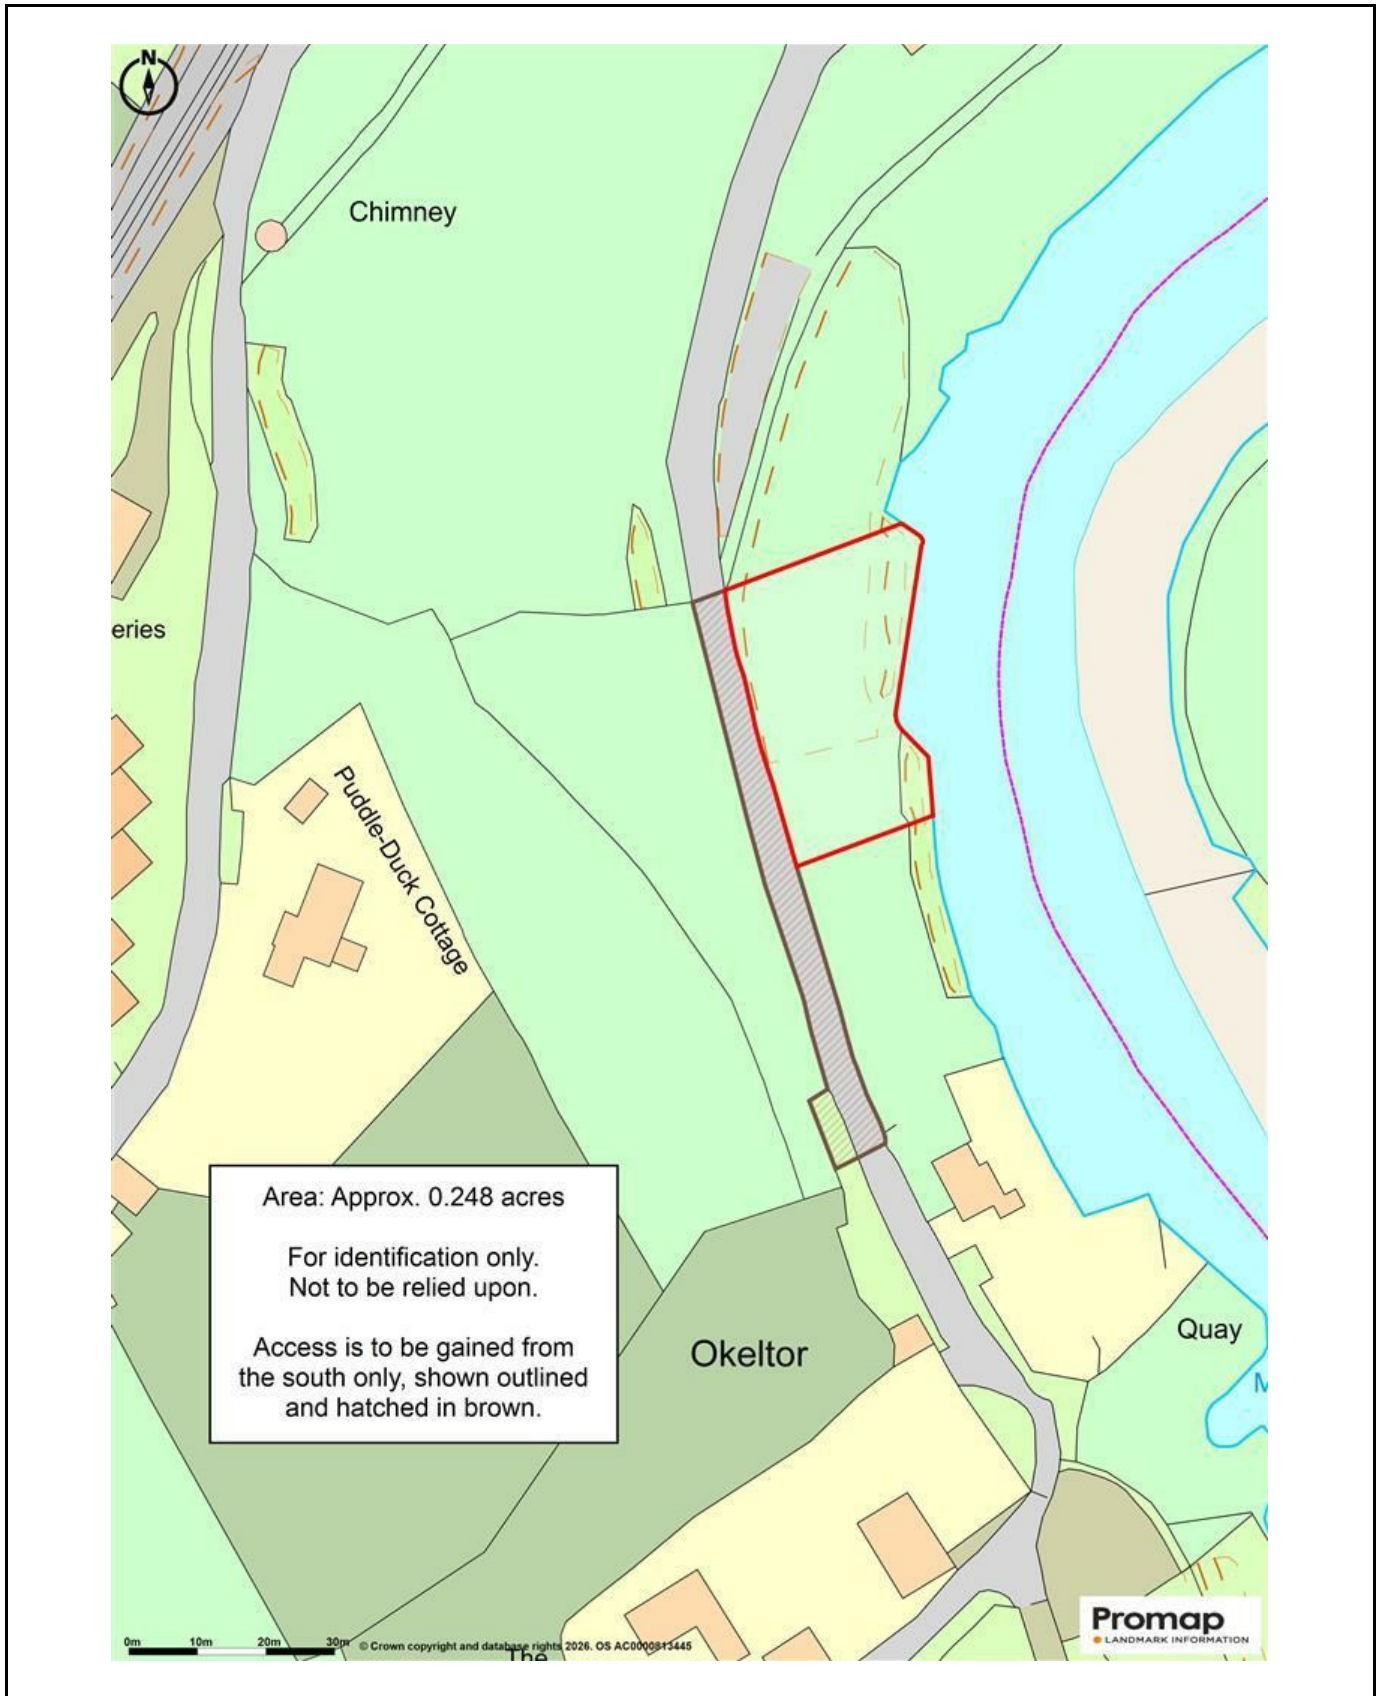 N
Chimney
eries
Puddle-Duck Cottage
Area: Approx. 0.248 acres
For identification only.
Not to be relied upon.
Access is to be gained from
the south only, shown outlined
and hatched in brown.
Okeltor
Quay
M
The
0m 10m 20m 30m
© Crown copyright and database rights 2026. OS AC0000813445
Promap
LANDMARK INFORMATION